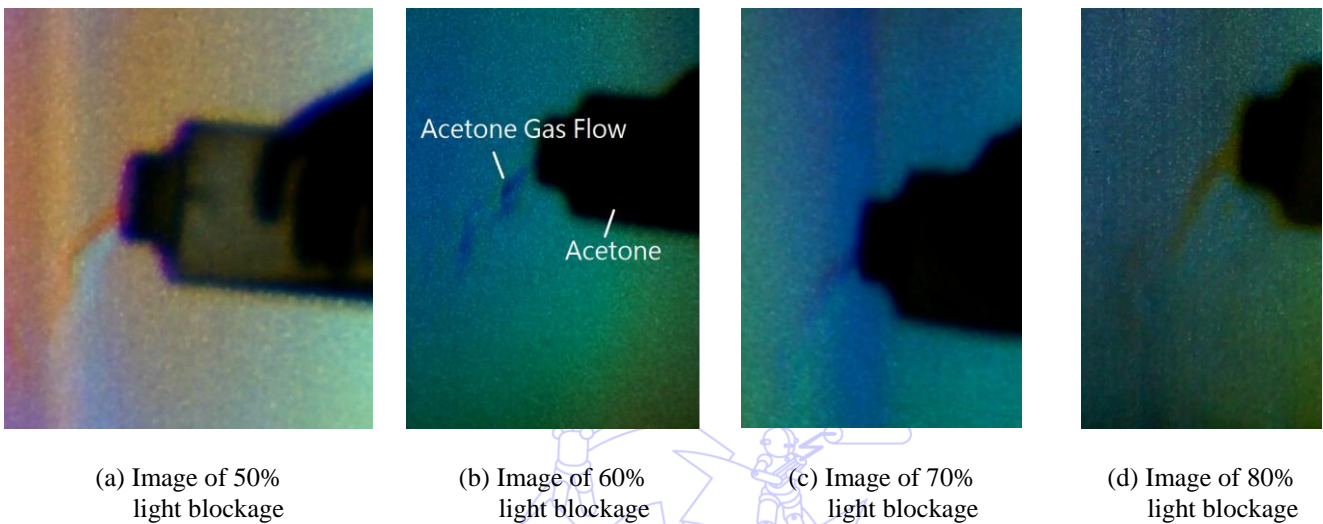 Acetone Gas Flow
Acetone
(a) Image of 50%
light blockage
(b) Image of 60%
light blockage
(c) Image of 70%
light blockage
(d) Image of 80%
light blockage